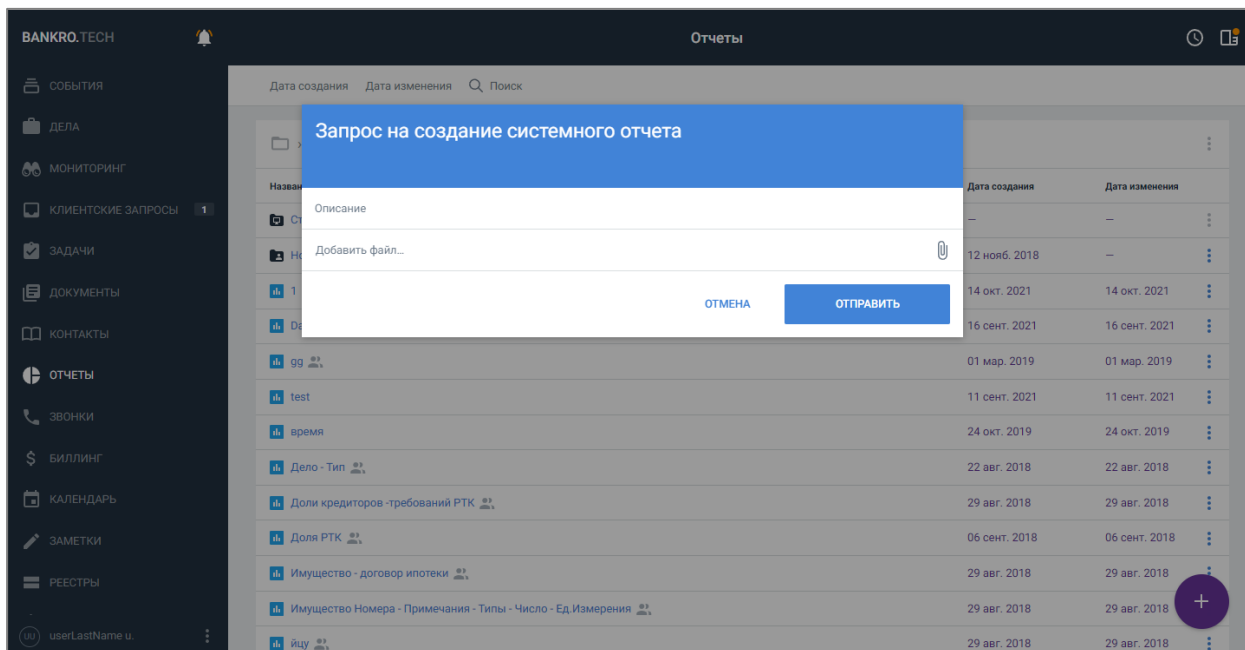 BANKRO.TECH
Отчеты
СОБЫТИЯ
Дата создания Дата изменения Поиск
ДЕЛА
Запрос на создание системного отчета
МОНИТОРИНГ
Дата создания Дата изменения
КЛИЕНТСКИЕ ЗАПРОСЫ 1
Описание
– –
ЗАДАЧИ
Добавить файл...
12 нояб. 2018 –
ДОКУМЕНТЫ
1 14 окт. 2021 14 окт. 2021
ОТМЕНА ОТПРАВИТЬ
КОНТАКТЫ
16 сент. 2021 16 сент. 2021
gg 01 мар. 2019 01 мар. 2019
ОТЧЕТЫ
test 11 сент. 2021 11 сент. 2021
ЗВОНКИ
время 24 окт. 2019 24 окт. 2019
БИЛЛИНГ
Дело - Тип 22 авг. 2018 22 авг. 2018
КАЛЕНДАРЬ
Доли кредиторов -требований РТК 29 авг. 2018 29 авг. 2018
ЗАМЕТКИ
Доля РТК 06 сент. 2018 06 сент. 2018
РЕЕСТРЫ
Имущество - договор ипотеки 29 авг. 2018 29 авг. 2018
Имущество Номера - Примечания - Типы - Число - Ед.Измерения 29 авг. 2018 29 авг. 2018
UU userLastName u.
йцу 29 авг. 2018 29 авг. 2018